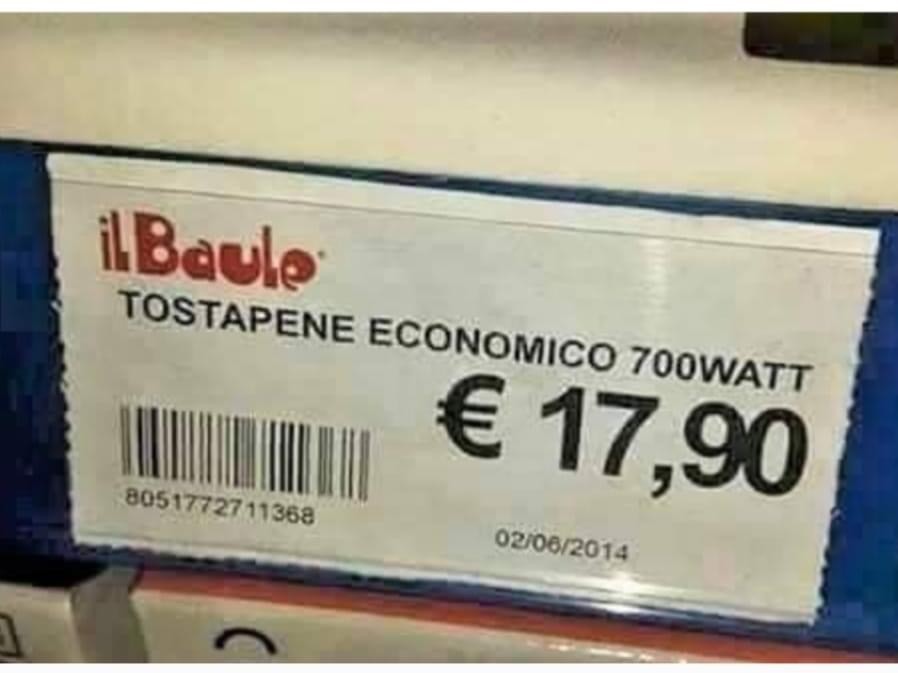 ilBaule
TOSTAPENE ECONOMICO 700WATT
€ 17,90
8051772711368
02/06/2014